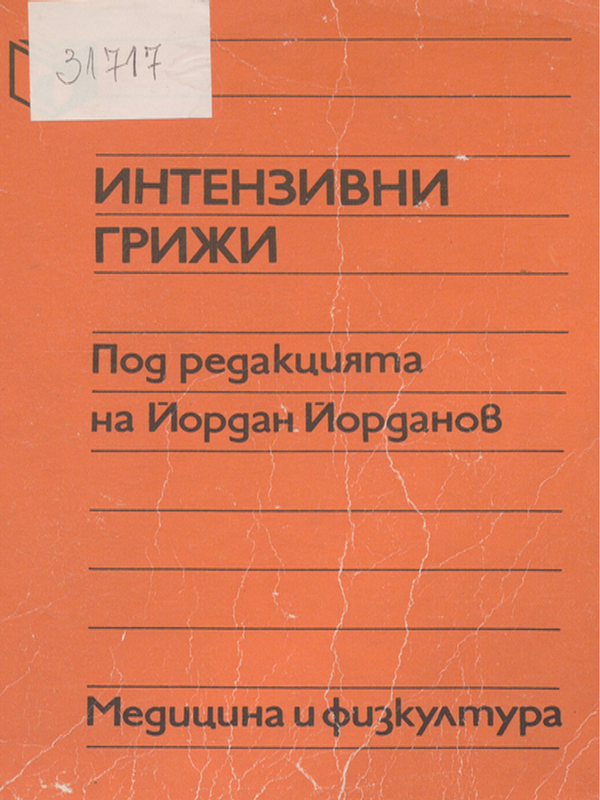 31717
ИНТЕНЗИВНИ
ГРИЖИ
Под редакцията
на Йордан Йорданов
Медицина и физкултура